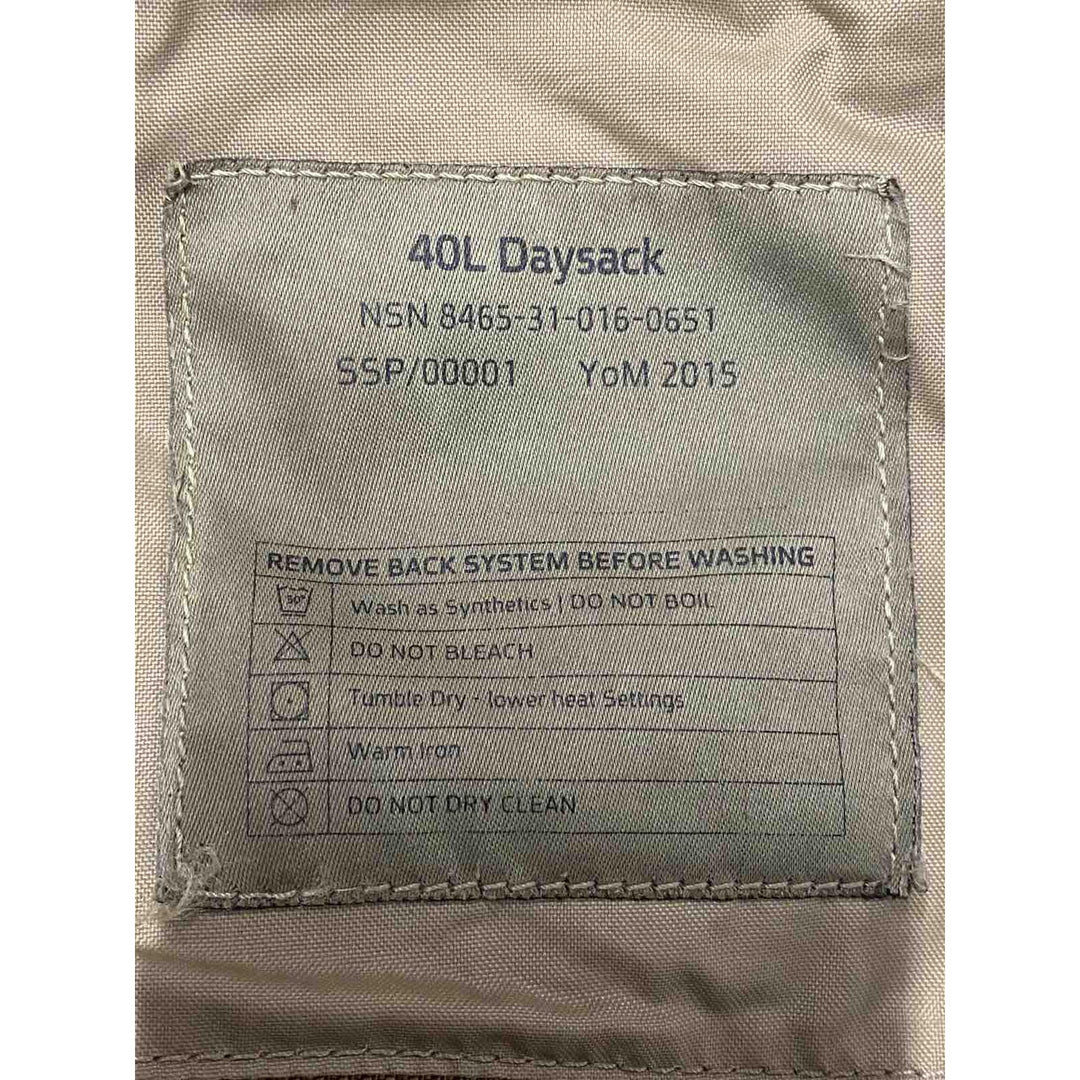 40L Daysack
NSN 8465-31-016-0651
SSP/00001 YoM 2015
REMOVE BACK SYSTEM BEFORE WASHING
30° Wash as Synthetics | DO NOT BOIL
DO NOT BLEACH
Tumble Dry - lower heat Settings
Warm Iron
DO NOT DRY CLEAN